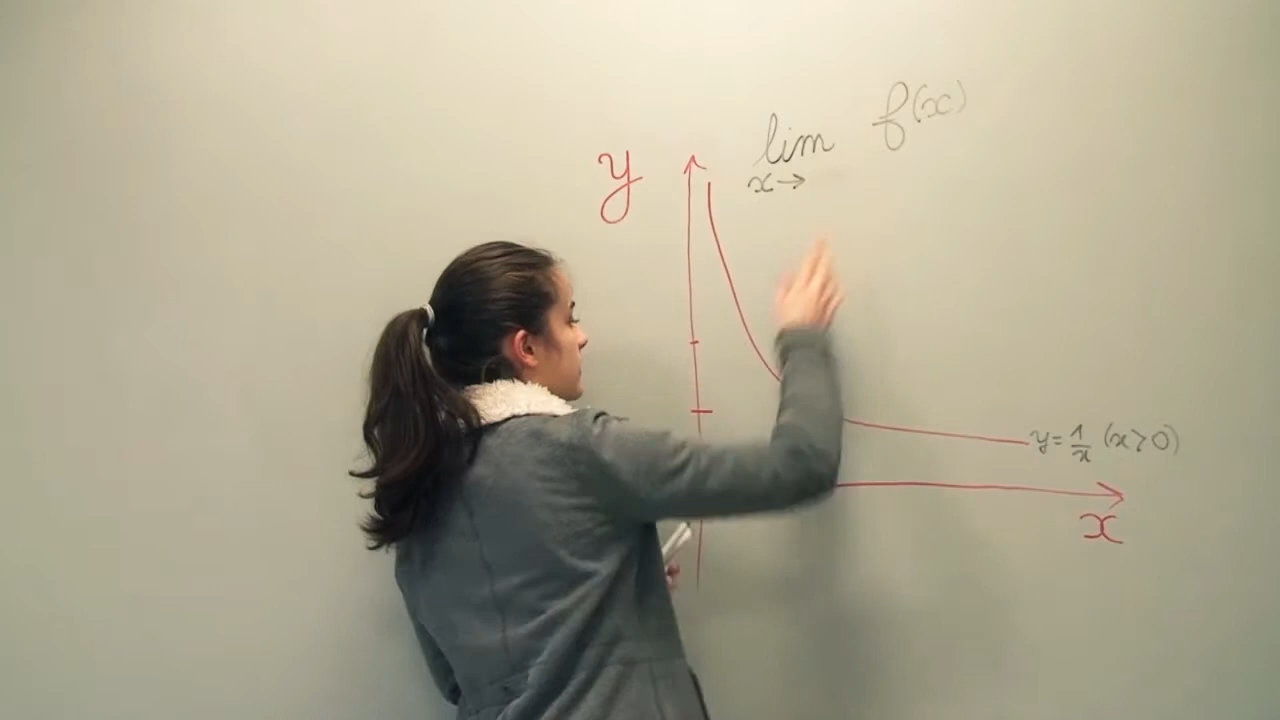 lim f(x)
x→
y
y = 1/x (x>0)
x